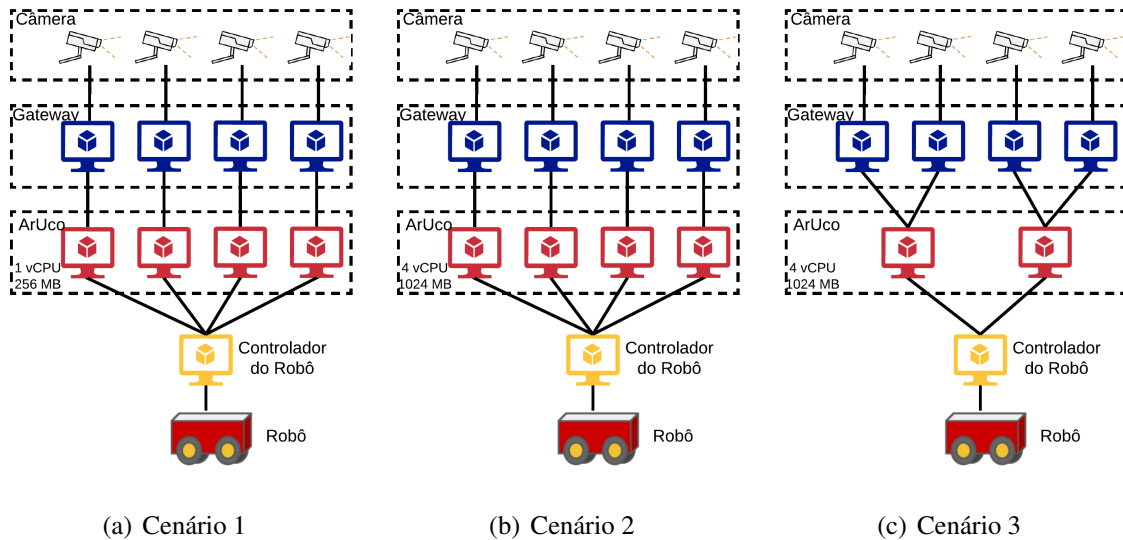 Câmera
Gateway
ArUco
1 vCPU
256 MB
Controlador
do Robô
Robô
(a) Cenário 1
Câmera
Gateway
ArUco
4 vCPU
1024 MB
Controlador
do Robô
Robô
(b) Cenário 2
Câmera
Gateway
ArUco
4 vCPU
1024 MB
Controlador
do Robô
Robô
(c) Cenário 3